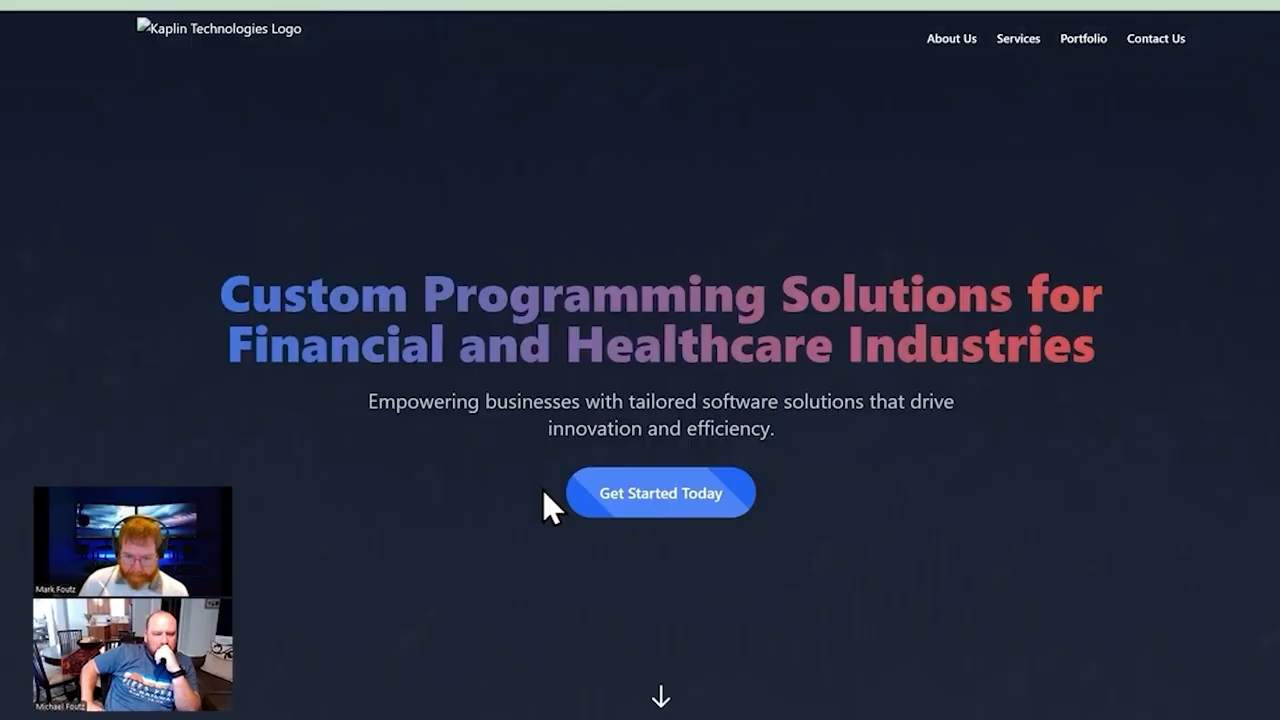 Kaplin Technologies Logo
About Us Services Portfolio Contact Us
Custom Programming Solutions for
Financial and Healthcare Industries
Empowering businesses with tailored software solutions that drive
innovation and efficiency.
Get Started Today
Mark Foutz
Michael Foutz